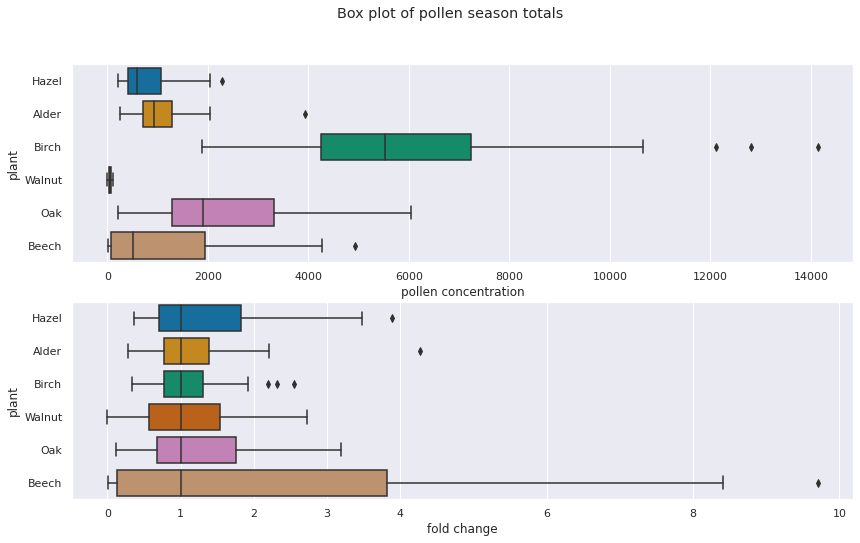 Box plot of pollen season totals
plant
Hazel
Alder
Birch
Walnut
Oak
Beech
0 2000 4000 6000 8000 10000 12000 14000
pollen concentration
plant
Hazel
Alder
Birch
Walnut
Oak
Beech
0 1 2 3 4 6 8 10
fold change